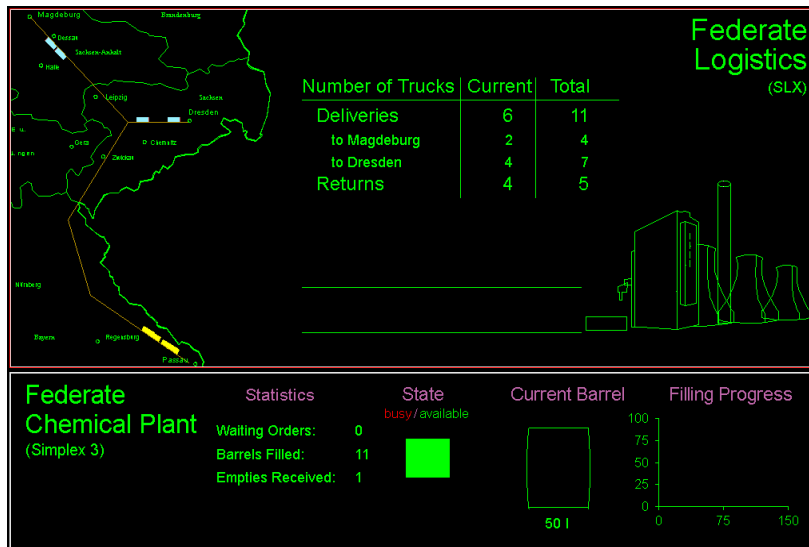 Magdeburg
Brandenburg
Dessau
Sachsen-Anhalt
Halle
Leipzig
Sachsen
Dresden
Gera
Chemnitz
Zwickau
Nürnberg
Bayern
Regensburg
Passau
Federate
Logistics
(SLX)
Number of Trucks Current Total
Deliveries 6 11
to Magdeburg 2 4
to Dresden 4 7
Returns 4 5
Federate
Chemical Plant
(Simplex 3)
Statistics
Waiting Orders: 0
Barrels Filled: 11
Empties Received: 1
State
busy/available
Current Barrel
50 l
Filling Progress
100
75
50
25
0
0 75 150